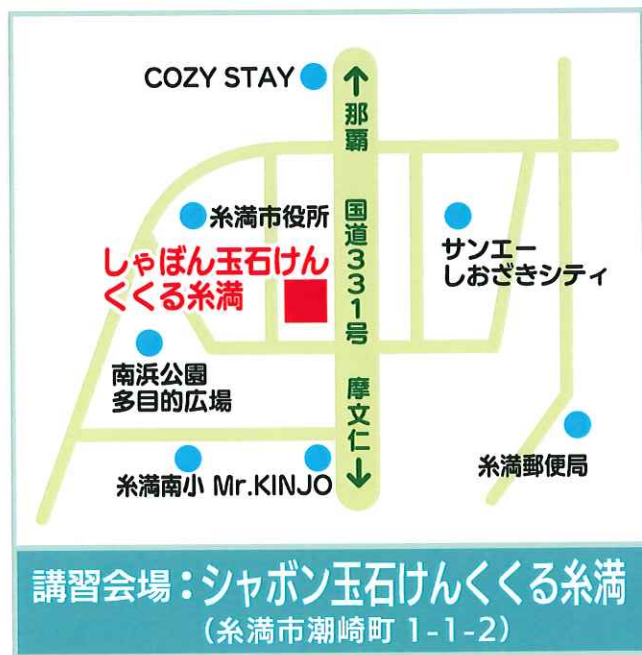 COZY STAY
↑那覇 国道331号 摩文仁↓
糸満市役所
サンエー
しおざきシティ
しゃぼん玉石けん
くくる糸満
南浜公園
多目的広場
糸満南小
Mr.KINJO
糸満郵便局
講習会場：シャボン玉石けんくくる糸満
（糸満市潮崎町 1-1-2）